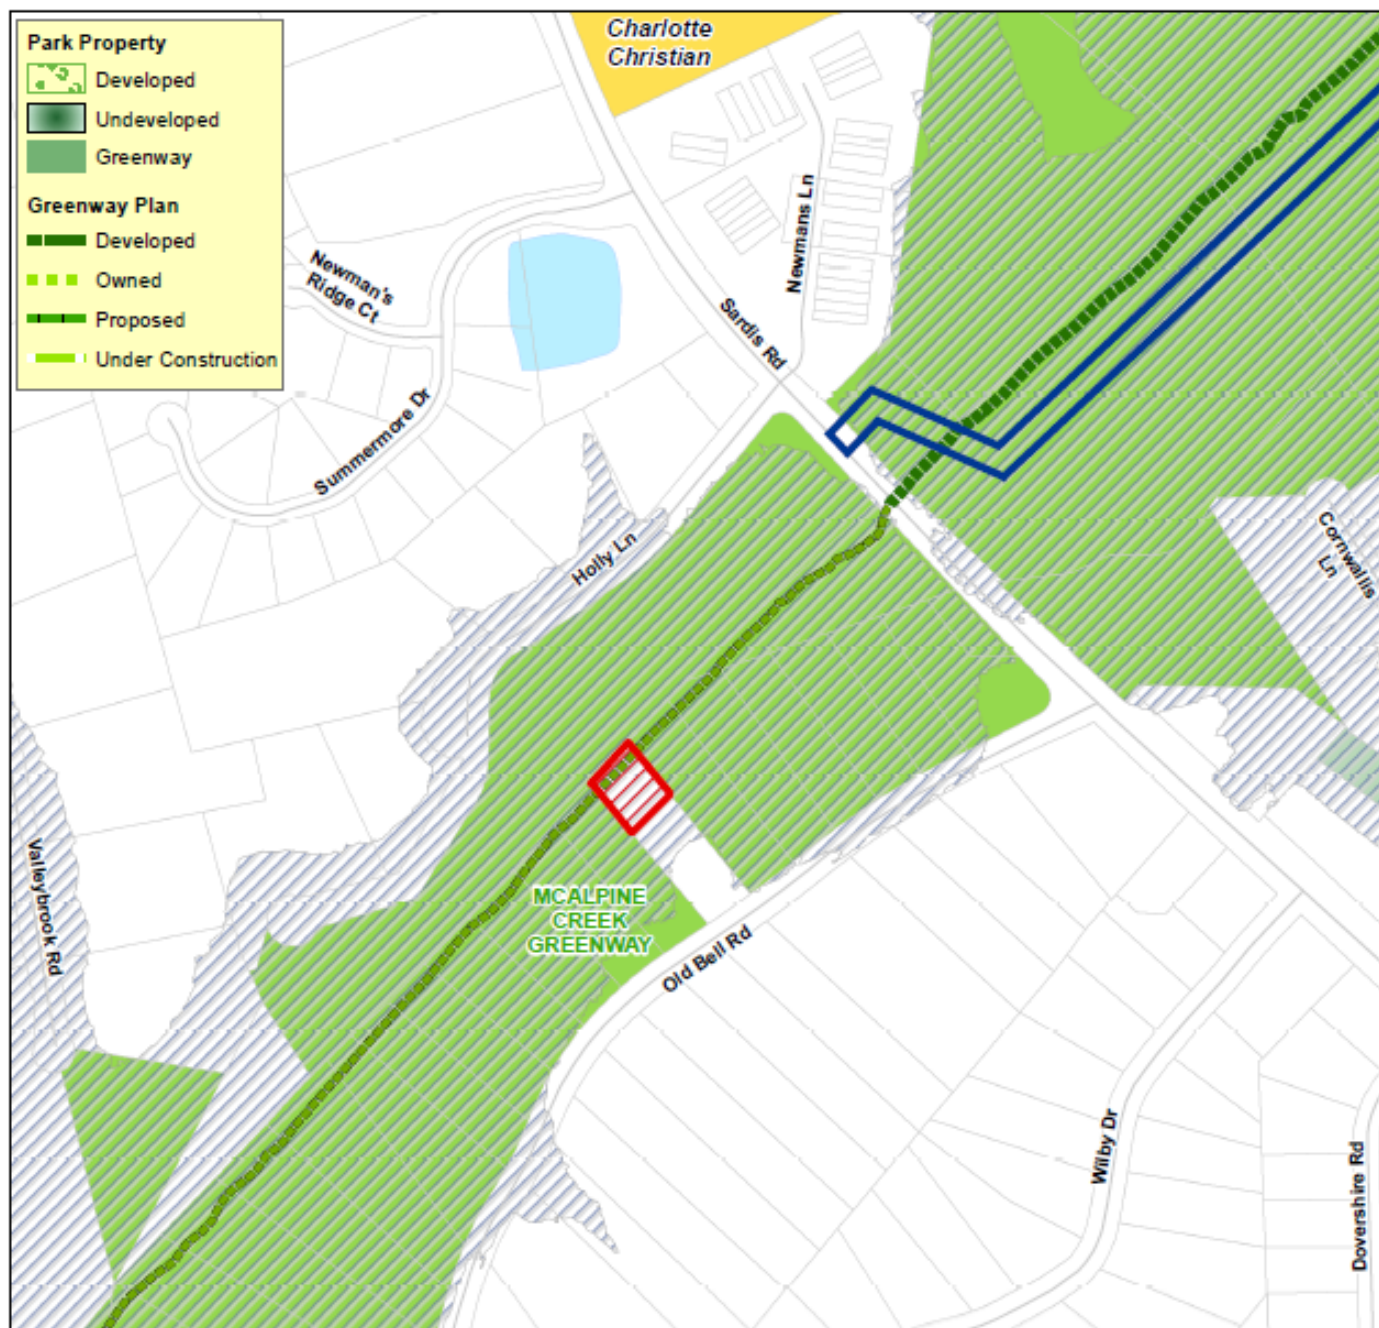 Park Property
Developed
Undeveloped
Greenway
Greenway Plan
Developed
Owned
Proposed
Under Construction
Charlotte
Christian
Newman's
Ridge Ct
Newmans Ln
Sardis Rd
Summermore Dr
Holly Ln
Cornwallis
Ln
Valleybrook Rd
MCALPINE
CREEK
GREENWAY
Old Bell Rd
Wilby Dr
Dovershire Rd